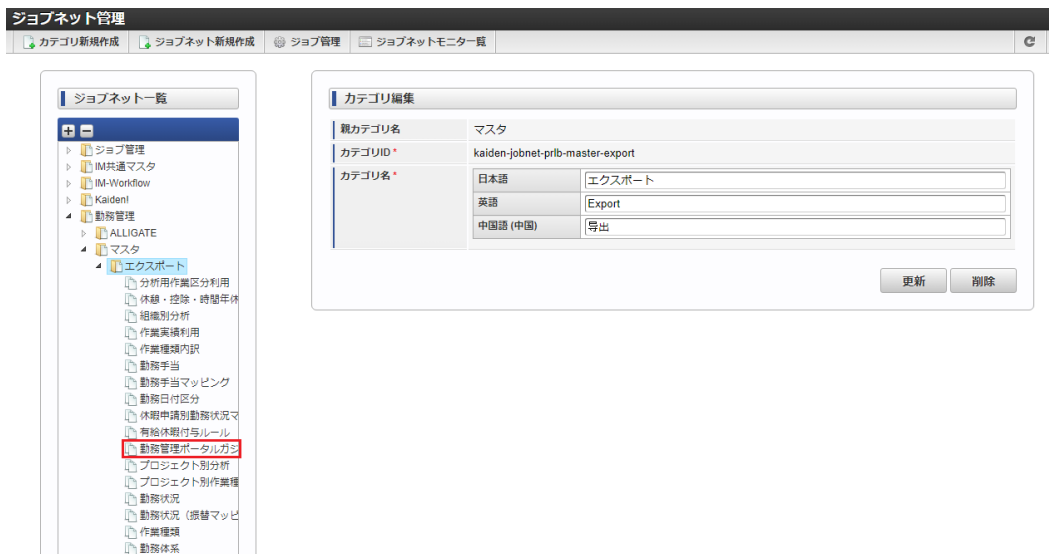 ジョブネット管理
カテゴリ新規作成 ジョブネット新規作成 ジョブ管理 ジョブネットモニター覧
ジョブネット一覧
ジョブ管理
IM共通マスタ
IM-Workflow
Kaiden!
勤務管理
ALLIGATE
マスタ
エクスポート
分析用作業区分利用
休憩・控除・時間年休
組織別分析
作業実績利用
作業種類内訳
勤務手当
勤務手当マッピング
勤務日付区分
休暇申請別勤務状況マ
有給休暇付与ルール
勤務管理ポータルガジ
プロジェクト別分析
プロジェクト別作業種
勤務状況
勤務状況（振替マッピ
作業種類
勤務体系
カテゴリ編集
親カテゴリ名 マスタ
カテゴリID* kaiden-jobnet-prlb-master-export
カテゴリ名* 日本語 エクスポート
英語 Export
中国語 (中国) 导出
更新 削除